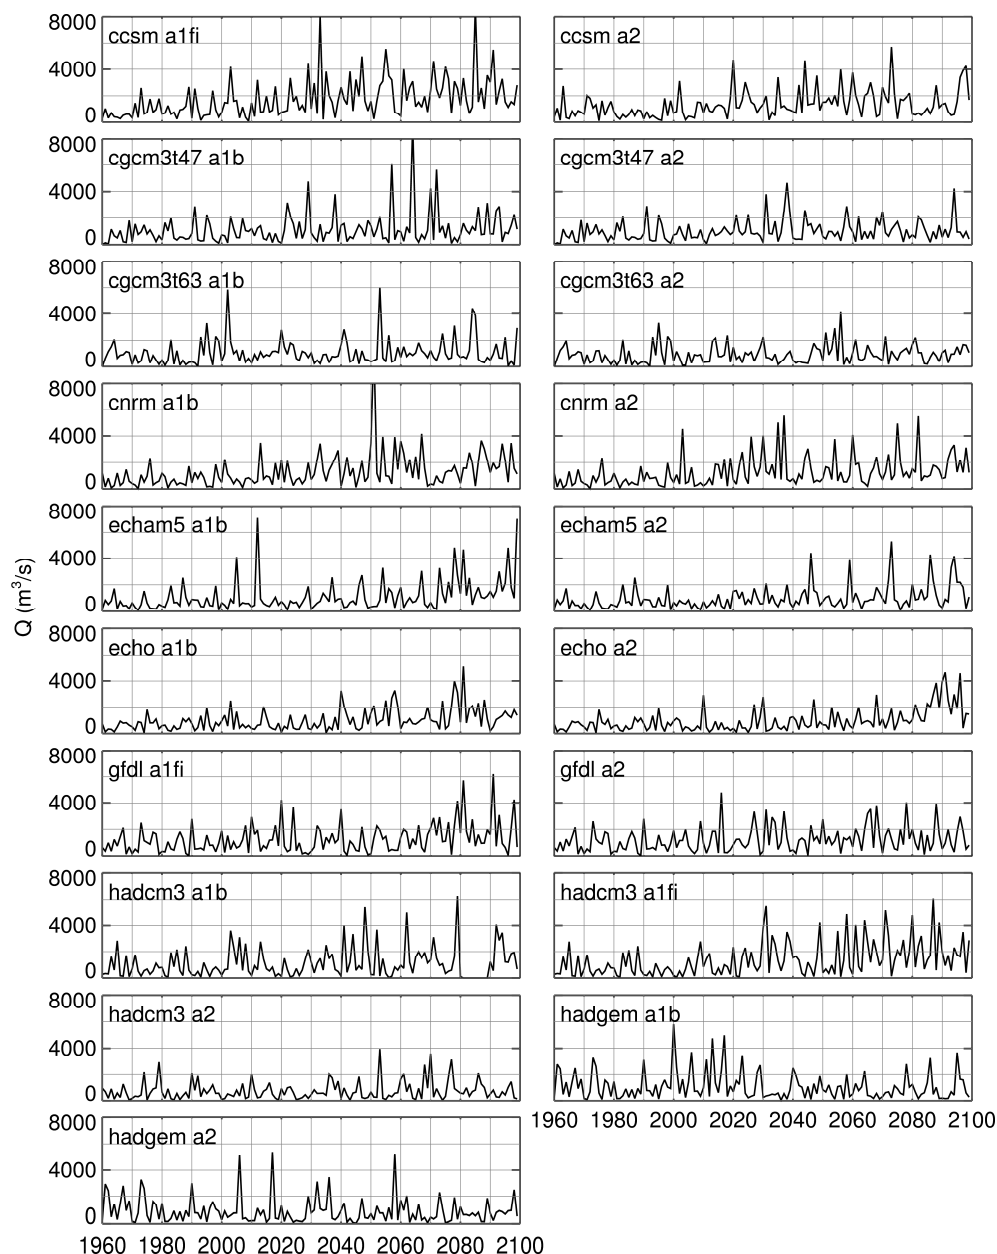 8000
ccsm a1fi
ccsm a2
4000
0
8000
cgcm3t47 a1b
cgcm3t47 a2
4000
0
8000
cgcm3t63 a1b
cgcm3t63 a2
4000
0
8000
cnrm a1b
cnrm a2
4000
0
8000
echam5 a1b
echam5 a2
4000
0
Q (m³/s)
8000
echo a1b
echo a2
4000
0
8000
gfdl a1fi
gfdl a2
4000
0
8000
hadcm3 a1b
hadcm3 a1fi
4000
0
8000
hadcm3 a2
hadgem a1b
4000
0
1960 1980 2000 2020 2040 2060 2080 2100
8000
hadgem a2
4000
0
1960 1980 2000 2020 2040 2060 2080 2100